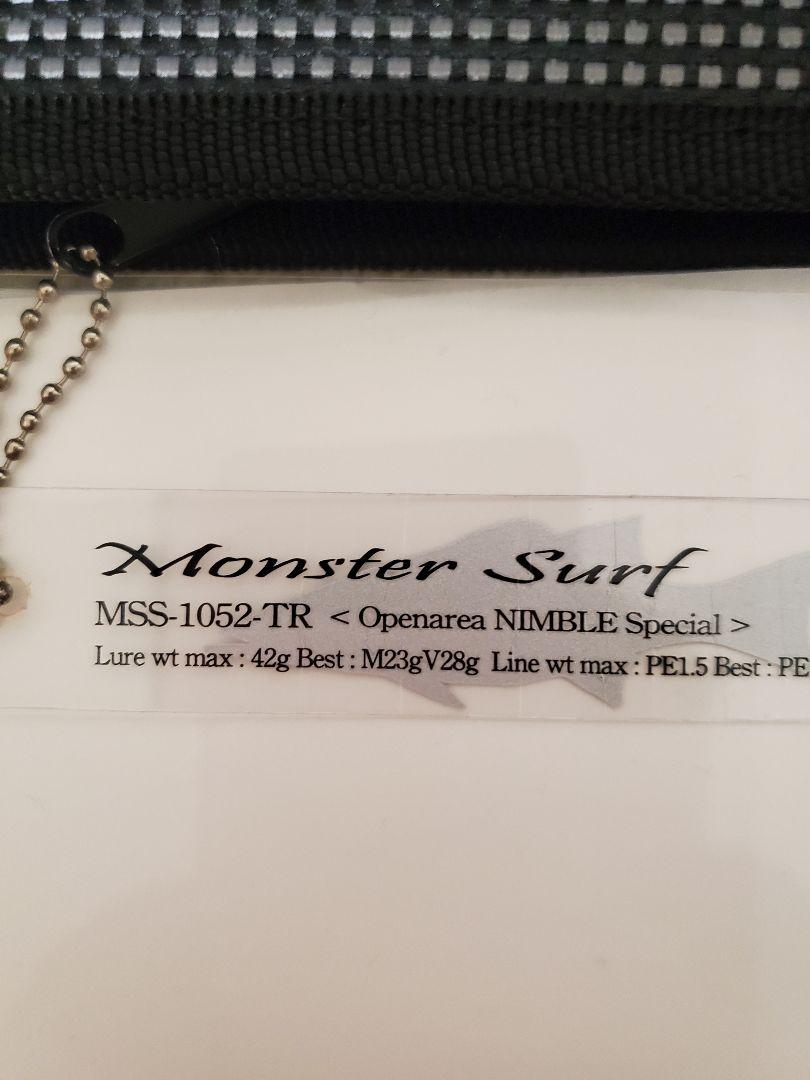 Monster Surf
MSS-1052-TR < Openarea NIMBLE Special >
Lure wt max : 42g Best : M23gV28g Line wt max : PE1.5 Best : PE